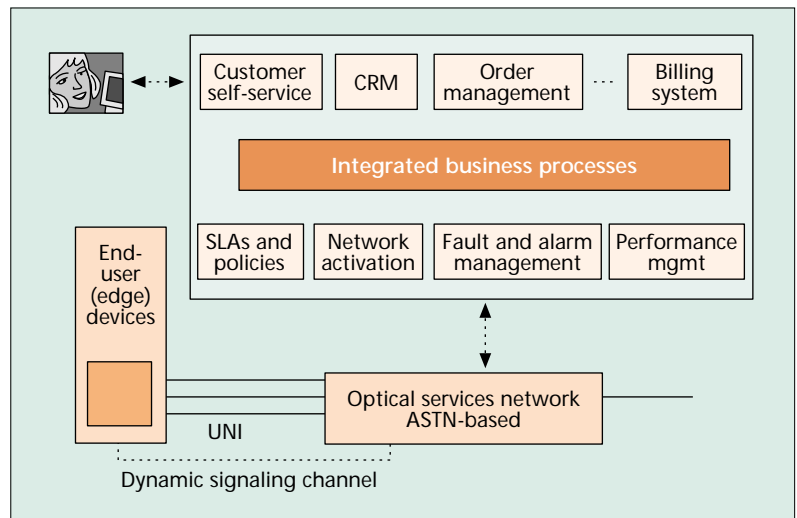 Customer
self-service
CRM
Order
management
...
Billing
system
Integrated business processes
SLAs and
policies
Network
activation
Fault and alarm
management
Performance
mgmt
End-
user
(edge)
devices
Optical services network
ASTN-based
UNI
Dynamic signaling channel